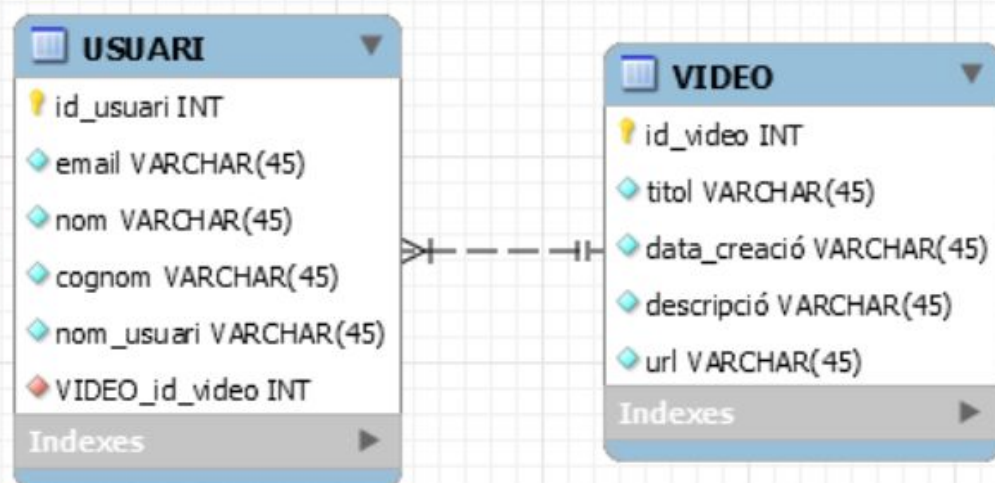 USUARI
id_usuari INT
email VARCHAR(45)
nom VARCHAR(45)
cognom VARCHAR(45)
nom_usuari VARCHAR(45)
VIDEO_id_video INT
Indexes
VIDEO
id_video INT
titol VARCHAR(45)
data_creació VARCHAR(45)
descripció VARCHAR(45)
url VARCHAR(45)
Indexes